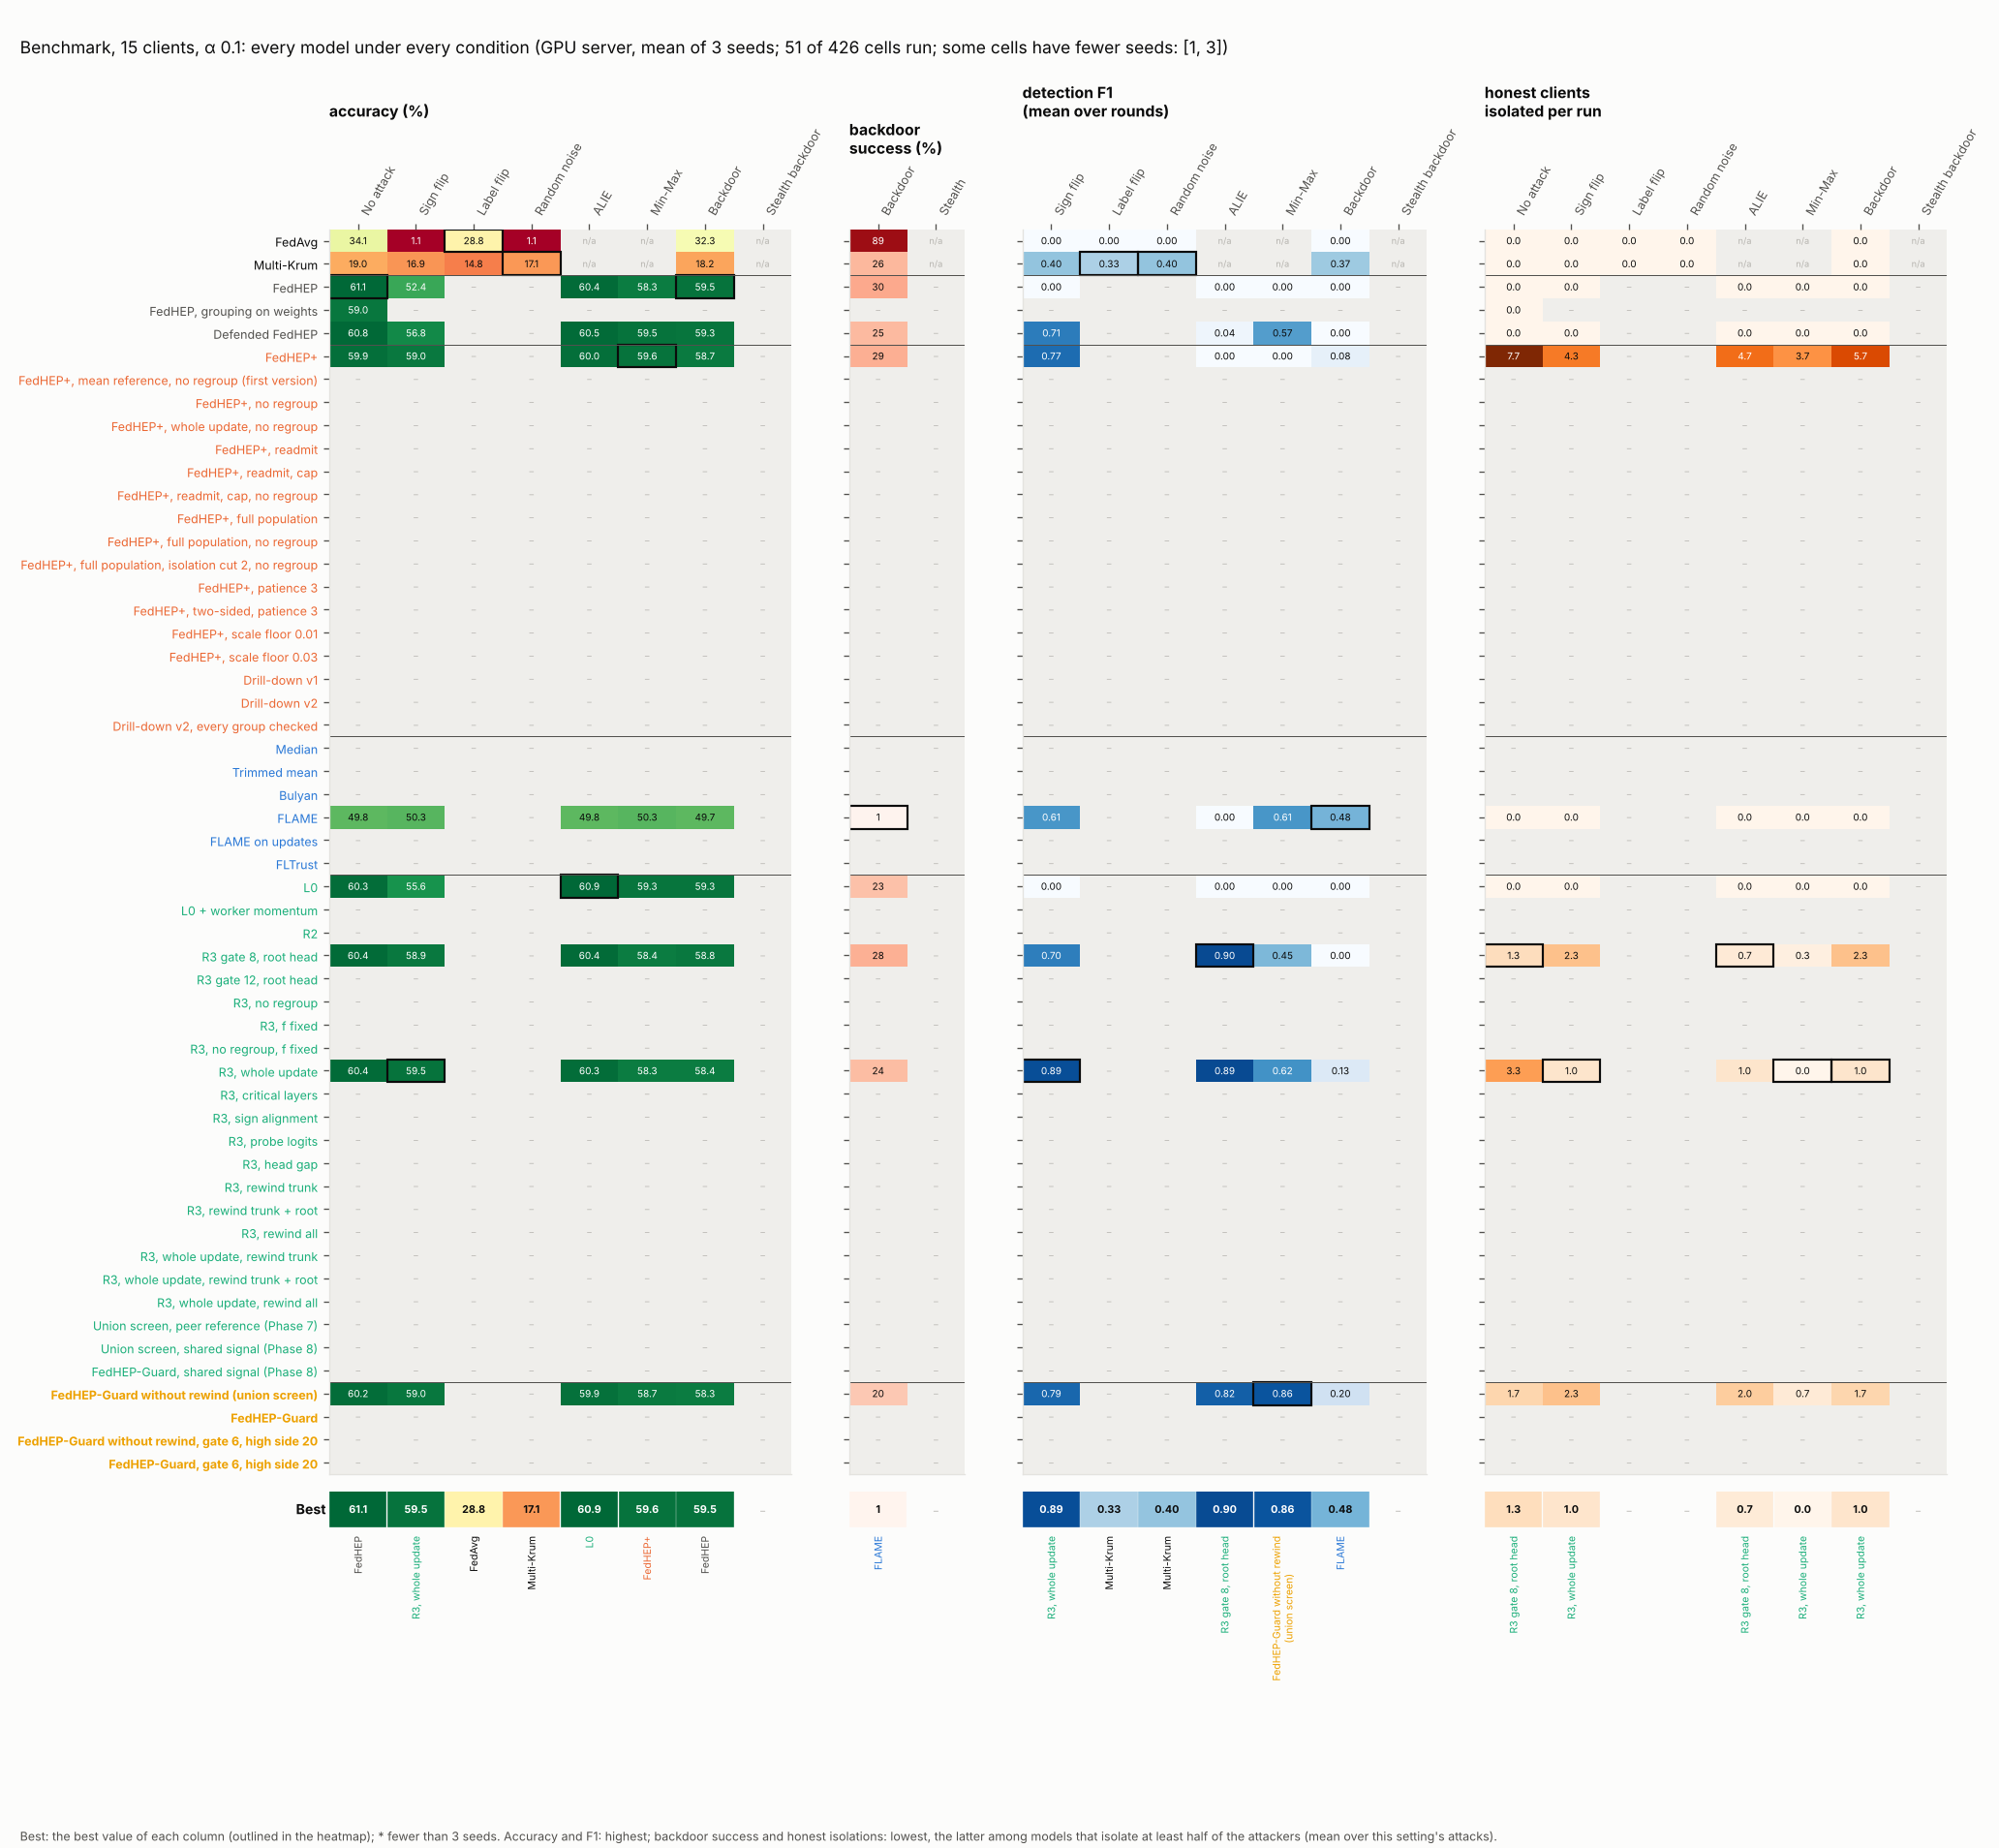 Benchmark, 15 clients, α 0.1: every model under every condition (GPU server, mean of 3 seeds; 51 of 426 cells run; some cells have fewer seeds: [1, 3])
accuracy (%)
backdoor
success (%)
detection F1
(mean over rounds)
honest clients
isolated per run
No attack Sign flip Label flip Random noise ALIE Min-Max Backdoor Stealth backdoor
Backdoor Stealth
Sign flip Label flip Random noise ALIE Min-Max Backdoor Stealth backdoor
No attack Sign flip Label flip Random noise ALIE Min-Max Backdoor Stealth backdoor
FedAvg 34.1 1.1 28.8 1.1 n/a n/a 32.3 n/a 89 n/a 0.00 0.00 0.00 n/a n/a 0.00 n/a 0.0 0.0 0.0 0.0 n/a n/a 0.0 n/a
Multi-Krum 19.0 16.9 14.8 17.1 n/a n/a 18.2 n/a 26 n/a 0.40 0.33 0.40 n/a n/a 0.37 n/a 0.0 0.0 0.0 0.0 n/a n/a 0.0 n/a
FedHEP 61.1 52.4 – – 60.4 58.3 59.5 – 30 – 0.00 – – 0.00 0.00 0.00 – 0.0 0.0 – – 0.0 0.0 0.0 –
FedHEP, grouping on weights 59.0 – – – – – – – – – – – – – – – – 0.0 – – – – – – –
Defended FedHEP 60.8 56.8 – – 60.5 59.5 59.3 – 25 – 0.71 – – 0.04 0.57 0.00 – 0.0 0.0 – – 0.0 0.0 0.0 –
FedHEP+ 59.9 59.0 – – 60.0 59.6 58.7 – 29 – 0.77 – – 0.00 0.00 0.08 – 7.7 4.3 – – 4.7 3.7 5.7 –
FedHEP+, mean reference, no regroup (first version) – – – – – – – – – – – – – – – – – – – – – – – – –
FedHEP+, no regroup – – – – – – – – – – – – – – – – – – – – – – – – –
FedHEP+, whole update, no regroup – – – – – – – – – – – – – – – – – – – – – – – – –
FedHEP+, readmit – – – – – – – – – – – – – – – – – – – – – – – – –
FedHEP+, readmit, cap – – – – – – – – – – – – – – – – – – – – – – – – –
FedHEP+, readmit, cap, no regroup – – – – – – – – – – – – – – – – – – – – – – – – –
FedHEP+, full population – – – – – – – – – – – – – – – – – – – – – – – – –
FedHEP+, full population, no regroup – – – – – – – – – – – – – – – – – – – – – – – – –
FedHEP+, full population, isolation cut 2, no regroup – – – – – – – – – – – – – – – – – – – – – – – – –
FedHEP+, patience 3 – – – – – – – – – – – – – – – – – – – – – – – – –
FedHEP+, two-sided, patience 3 – – – – – – – – – – – – – – – – – – – – – – – – –
FedHEP+, scale floor 0.01 – – – – – – – – – – – – – – – – – – – – – – – – –
FedHEP+, scale floor 0.03 – – – – – – – – – – – – – – – – – – – – – – – – –
Drill-down v1 – – – – – – – – – – – – – – – – – – – – – – – – –
Drill-down v2 – – – – – – – – – – – – – – – – – – – – – – – – –
Drill-down v2, every group checked – – – – – – – – – – – – – – – – – – – – – – – – –
Median – – – – – – – – – – – – – – – – – – – – – – – – –
Trimmed mean – – – – – – – – – – – – – – – – – – – – – – – – –
Bulyan – – – – – – – – – – – – – – – – – – – – – – – – –
FLAME 49.8 50.3 – – 49.8 50.3 49.7 – 1 – 0.61 – – 0.00 0.61 0.48 – 0.0 0.0 – – 0.0 0.0 0.0 –
FLAME on updates – – – – – – – – – – – – – – – – – – – – – – – – –
FLTrust – – – – – – – – – – – – – – – – – – – – – – – – –
L0 60.3 55.6 – – 60.9 59.3 59.3 – 23 – 0.00 – – 0.00 0.00 0.00 – 0.0 0.0 – – 0.0 0.0 0.0 –
L0 + worker momentum – – – – – – – – – – – – – – – – – – – – – – – – –
R2 – – – – – – – – – – – – – – – – – – – – – – – – –
R3 gate 8, root head 60.4 58.9 – – 60.4 58.4 58.8 – 28 – 0.70 – – 0.90 0.45 0.00 – 1.3 2.3 – – 0.7 0.3 2.3 –
R3 gate 12, root head – – – – – – – – – – – – – – – – – – – – – – – – –
R3, no regroup – – – – – – – – – – – – – – – – – – – – – – – – –
R3, f fixed – – – – – – – – – – – – – – – – – – – – – – – – –
R3, no regroup, f fixed – – – – – – – – – – – – – – – – – – – – – – – – –
R3, whole update 60.4 59.5 – – 60.3 58.3 58.4 – 24 – 0.89 – – 0.89 0.62 0.13 – 3.3 1.0 – – 1.0 0.0 1.0 –
R3, critical layers – – – – – – – – – – – – – – – – – – – – – – – – –
R3, sign alignment – – – – – – – – – – – – – – – – – – – – – – – – –
R3, probe logits – – – – – – – – – – – – – – – – – – – – – – – – –
R3, head gap – – – – – – – – – – – – – – – – – – – – – – – – –
R3, rewind trunk – – – – – – – – – – – – – – – – – – – – – – – – –
R3, rewind trunk + root – – – – – – – – – – – – – – – – – – – – – – – – –
R3, rewind all – – – – – – – – – – – – – – – – – – – – – – – – –
R3, whole update, rewind trunk – – – – – – – – – – – – – – – – – – – – – – – – –
R3, whole update, rewind trunk + root – – – – – – – – – – – – – – – – – – – – – – – – –
R3, whole update, rewind all – – – – – – – – – – – – – – – – – – – – – – – – –
Union screen, peer reference (Phase 7) – – – – – – – – – – – – – – – – – – – – – – – – –
Union screen, shared signal (Phase 8) – – – – – – – – – – – – – – – – – – – – – – – – –
FedHEP-Guard, shared signal (Phase 8) – – – – – – – – – – – – – – – – – – – – – – – – –
FedHEP-Guard without rewind (union screen) 60.2 59.0 – – 59.9 58.7 58.3 – 20 – 0.79 – – 0.82 0.86 0.20 – 1.7 2.3 – – 2.0 0.7 1.7 –
FedHEP-Guard – – – – – – – – – – – – – – – – – – – – – – – – –
FedHEP-Guard without rewind, gate 6, high side 20 – – – – – – – – – – – – – – – – – – – – – – – – –
FedHEP-Guard, gate 6, high side 20 – – – – – – – – – – – – – – – – – – – – – – – – –
Best 61.1 59.5 28.8 17.1 60.9 59.6 59.5 – 1 – 0.89 0.33 0.40 0.90 0.86 0.48 – 1.3 1.0 – – 0.7 0.0 1.0 –
FedHEP
R3, whole update
FedAvg
Multi-Krum
L0
FedHEP+
FedHEP
FLAME
R3, whole update
Multi-Krum
Multi-Krum
R3 gate 8, root head
FedHEP-Guard without rewind
(union screen)
FLAME
R3 gate 8, root head
R3, whole update
R3 gate 8, root head
R3, whole update
R3, whole update
Best: the best value of each column (outlined in the heatmap); * fewer than 3 seeds. Accuracy and F1: highest; backdoor success and honest isolations: lowest, the latter among models that isolate at least half of the attackers (mean over this setting's attacks).